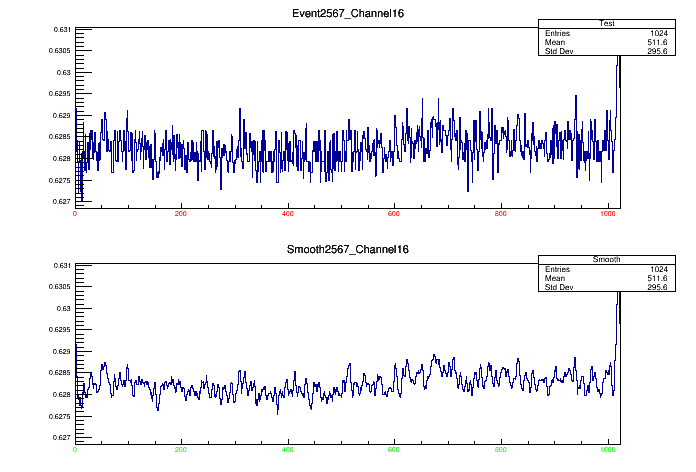 Event2567_Channel16
Test
Entries 1024
Mean 511.6
Std Dev 295.6
0.631
0.6305
0.63
0.6295
0.629
0.6285
0.628
0.6275
0.627
0 200 400 600 800 1000
Smooth2567_Channel16
Smooth
Entries 1024
Mean 511.6
Std Dev 295.6
0.631
0.6305
0.63
0.6295
0.629
0.6285
0.628
0.6275
0.627
0 200 400 600 800 1000